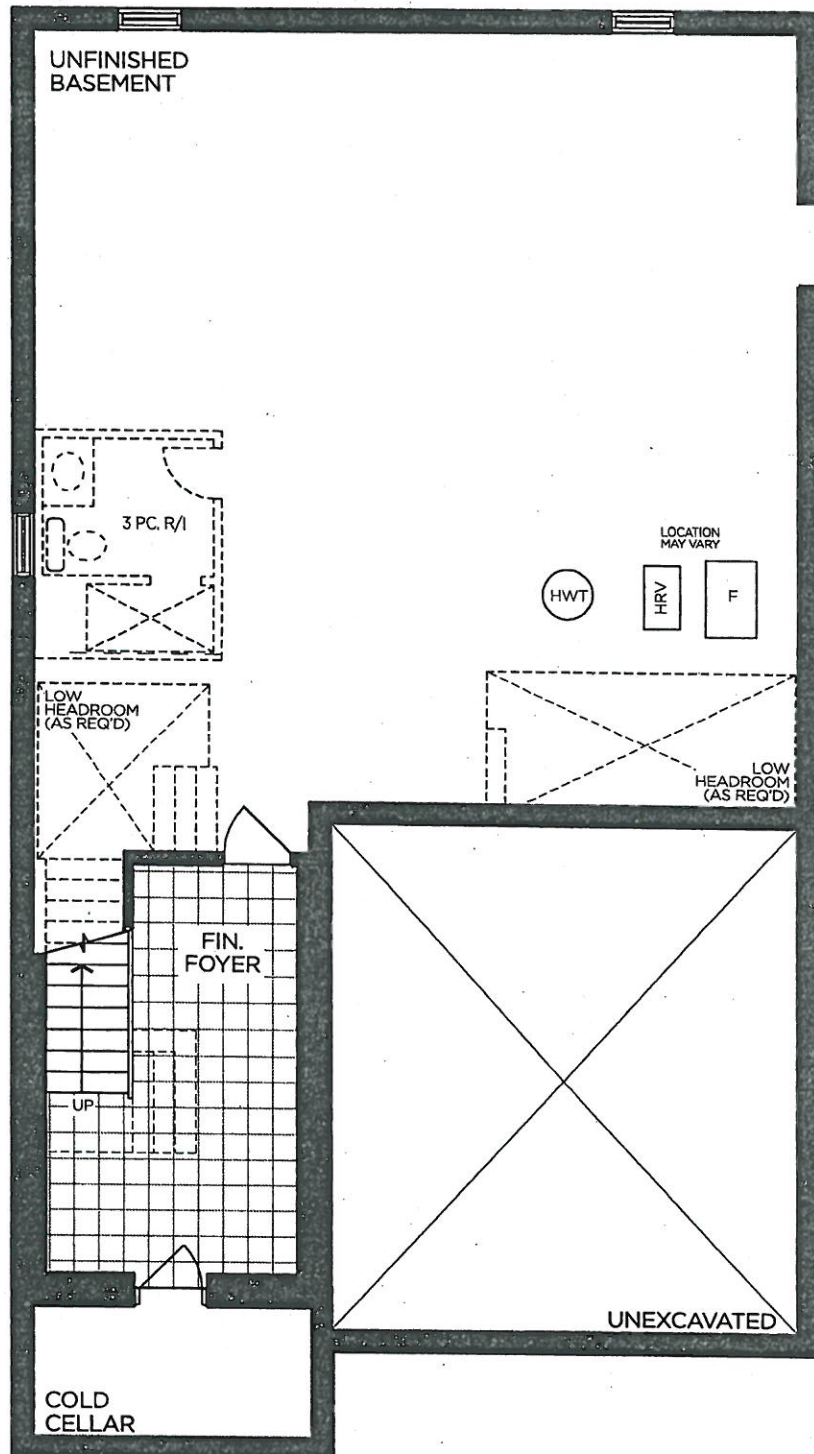 UNFINISHED
BASEMENT
3 PC. R/I
LOCATION
MAY VARY
HWT
HRV
F
LOW
HEADROOM
(AS REQ'D)
LOW
HEADROOM
(AS REQ'D)
FIN.
FOYER
UP
UNEXCAVATED
COLD
CELLAR